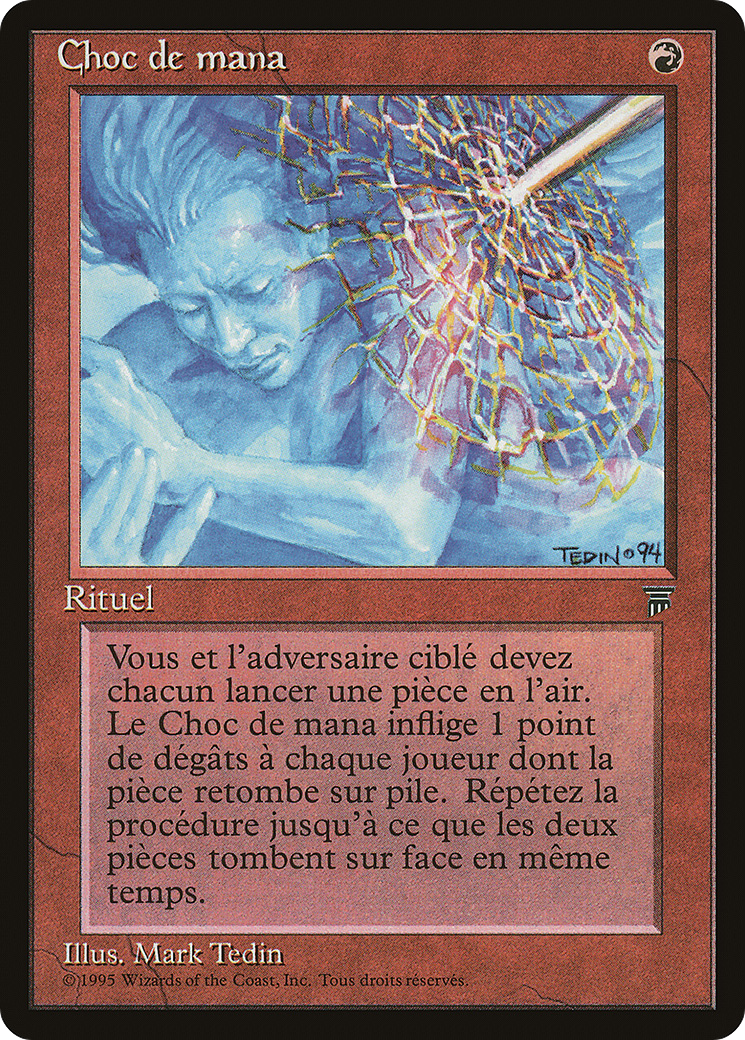 Choc de mana
TEDIN 94
Rituel
Vous et l'adversaire ciblé devez
chacun lancer une pièce en l'air.
Le Choc de mana inflige 1 point
de dégâts à chaque joueur dont la
pièce retombe sur pile. Répétez la
procédure jusqu'à ce que les deux
pièces tombent sur face en même
temps.
Illus. Mark Tedin
© 1995 Wizards of the Coast, Inc. Tous droits réservés.